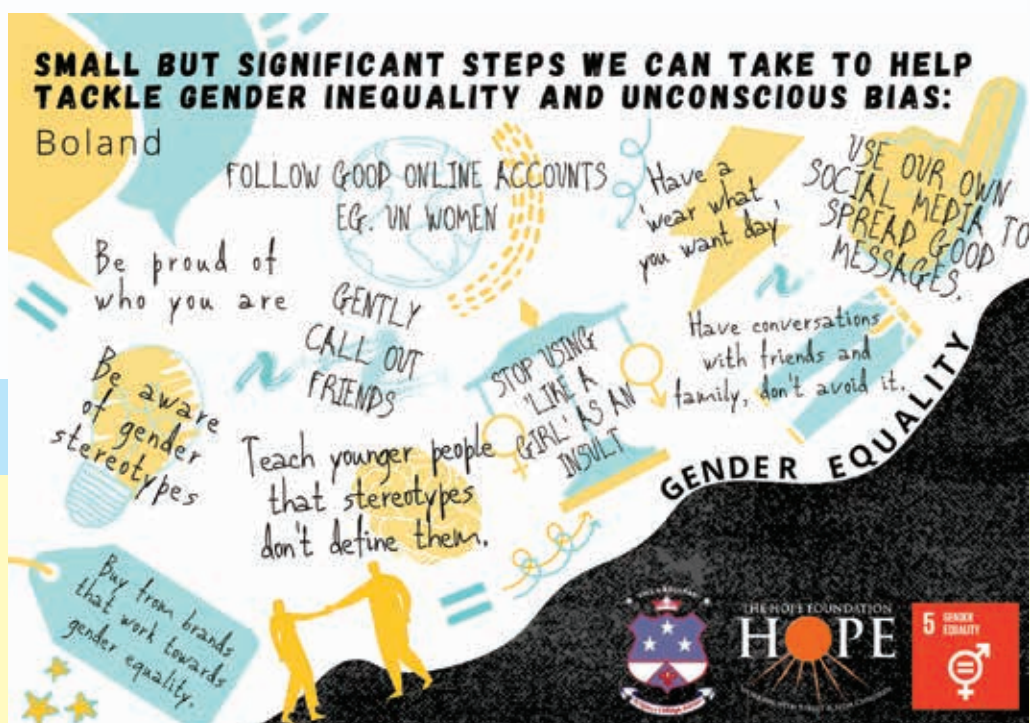 SMALL BUT SIGNIFICANT STEPS WE CAN TAKE TO HELP
TACKLE GENDER INEQUALITY AND UNCONSCIOUS BIAS:
Boland
FOLLOW GOOD ONLINE ACCOUNTS
EG. UN WOMEN
Have a
'wear what
you want day'
USE OUR OWN
SOCIAL MEDIA TO
SPREAD GOOD
MESSAGES.
Be proud of
who you are
GENTLY
CALL OUT
FRIENDS
STOP USING
'LIKE A
GIRL' AS AN
INSULT
Have conversations
with friends and
family, don't avoid it.
Be aware
of gender
stereotypes
Teach younger people
that stereotypes
don't define them.
GENDER EQUALITY
Buy from brands
that work towards
gender equality.
THE HOPE FOUNDATION
HOPE
5 GENDER
EQUALITY